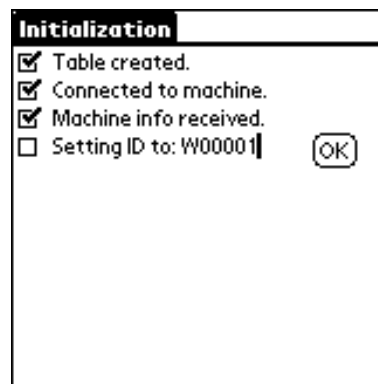 Initialization
Table created.
Connected to machine.
Machine info received.
Setting ID to: W00001
OK